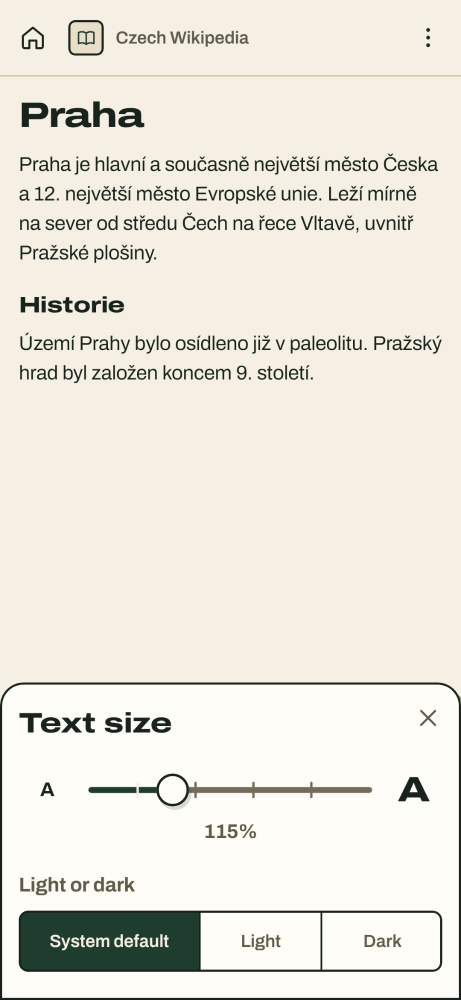 Czech Wikipedia
Praha
Praha je hlavní a současně největší město Česka
a 12. největší město Evropské unie. Leží mírně
na sever od středu Čech na řece Vltavě, uvnitř
Pražské plošiny.
Historie
Území Prahy bylo osídleno již v paleolitu. Pražský
hrad byl založen koncem 9. století.
Text size
A A
115%
Light or dark
System default Light Dark